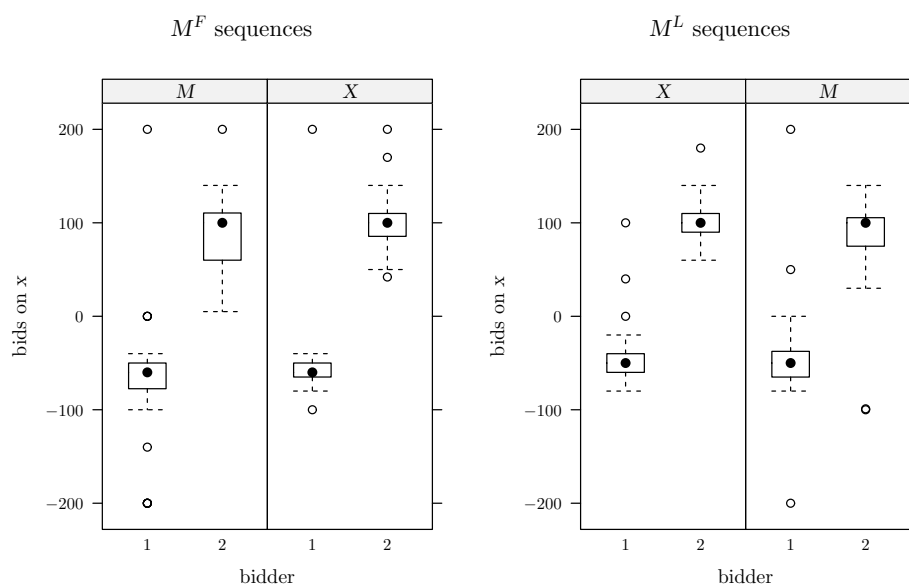 M^F sequences
M^L sequences
M X
X M
bids on x
200
100
0
−100
−200
bids on x
200
100
0
−100
−200
1 2 1 2
1 2 1 2
bidder
bidder